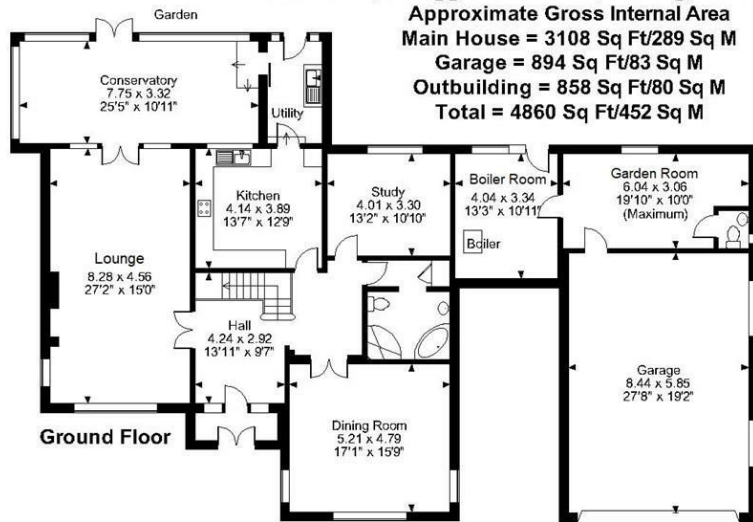 Garden
Approximate Gross Internal Area
Main House = 3108 Sq Ft/289 Sq M
Garage = 894 Sq Ft/83 Sq M
Outbuilding = 858 Sq Ft/80 Sq M
Total = 4860 Sq Ft/452 Sq M
Conservatory
7.75 x 3.32
25'5" x 10'11"
Utility
Kitchen
4.14 x 3.89
13'7" x 12'9"
Study
4.01 x 3.30
13'2" x 10'10"
Boiler Room
4.04 x 3.34
13'3" x 10'11"
Boiler
Garden Room
6.04 x 3.06
19'10" x 10'0"
(Maximum)
Lounge
8.28 x 4.56
27'2" x 15'0"
Hall
4.24 x 2.92
13'11" x 9'7"
Garage
8.44 x 5.85
27'8" x 19'2"
Dining Room
5.21 x 4.79
17'1" x 15'9"
Ground Floor